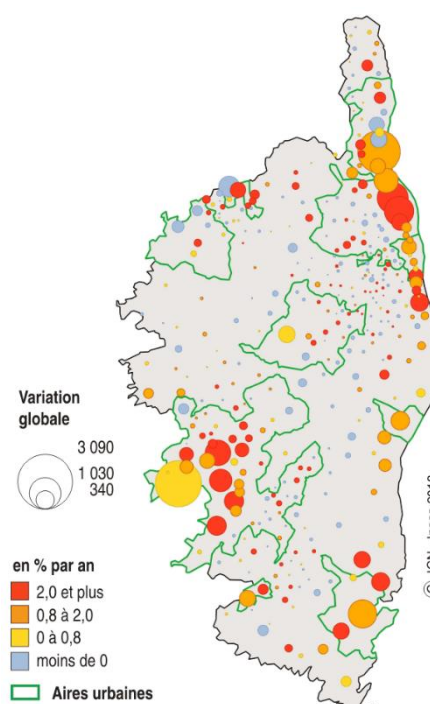 Variation
globale
3 090
1 030
340
en % par an
2,0 et plus
0,8 à 2,0
0 à 0,8
moins de 0
Aires urbaines
© IGN